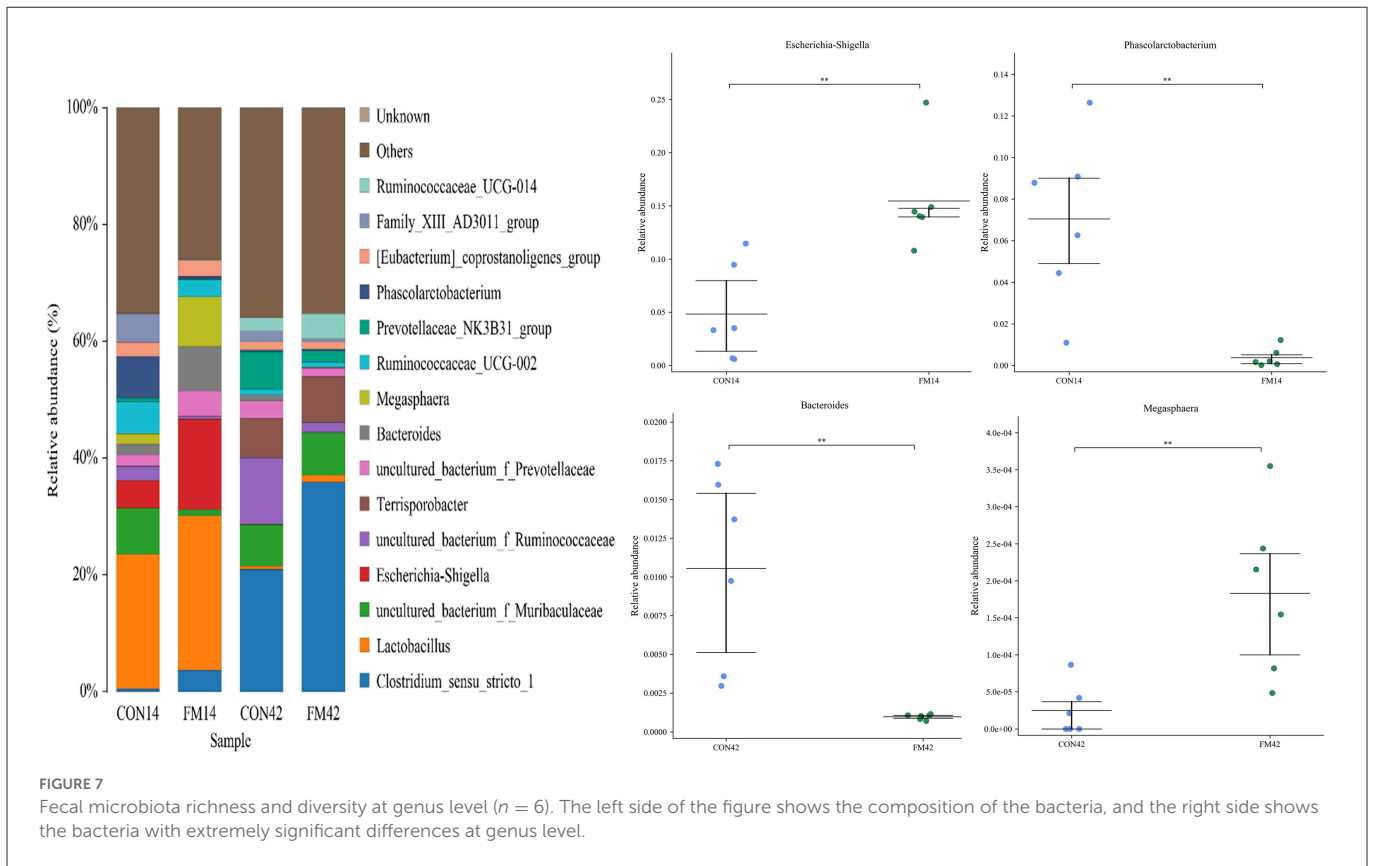 100%
80%
60%
40%
20%
0%
Relative abundance (%)
CON14 FM14 CON42 FM42
Sample
Unknown
Others
Ruminococcaceae_UCG-014
Family_XIII_AD3011_group
[Eubacterium]_coprostanoligenes_group
Phascolarctobacterium
Prevotellaceae_NK3B31_group
Ruminococcaceae_UCG-002
Megasphaera
Bacteroides
uncultured_bacterium_f_Prevotellaceae
Terrisporobacter
uncultured_bacterium_f_Ruminococcaceae
Escherichia-Shigella
uncultured_bacterium_f_Muribaculaceae
Lactobacillus
Clostridium_sensu_stricto_1
Escherichia-Shigella
**
0.25
0.20
0.15
0.10
0.05
0.00
Relative abundance
CON14 FM14
Phascolarctobacterium
**
0.14
0.12
0.10
0.08
0.06
0.04
0.02
0.00
Relative abundance
CON14 FM14
Bacteroides
**
0.0200
0.0175
0.0150
0.0125
0.0100
0.0075
0.0050
0.0025
0.0000
Relative abundance
CON42 FM42
Megasphaera
**
4.0e-04
3.5e-04
3.0e-04
2.5e-04
2.0e-04
1.5e-04
1.0e-04
5.0e-05
0.0e+00
Relative abundance
CON42 FM42
FIGURE 7
Fecal microbiota richness and diversity at genus level (n = 6). The left side of the figure shows the composition of the bacteria, and the right side shows
the bacteria with extremely significant differences at genus level.